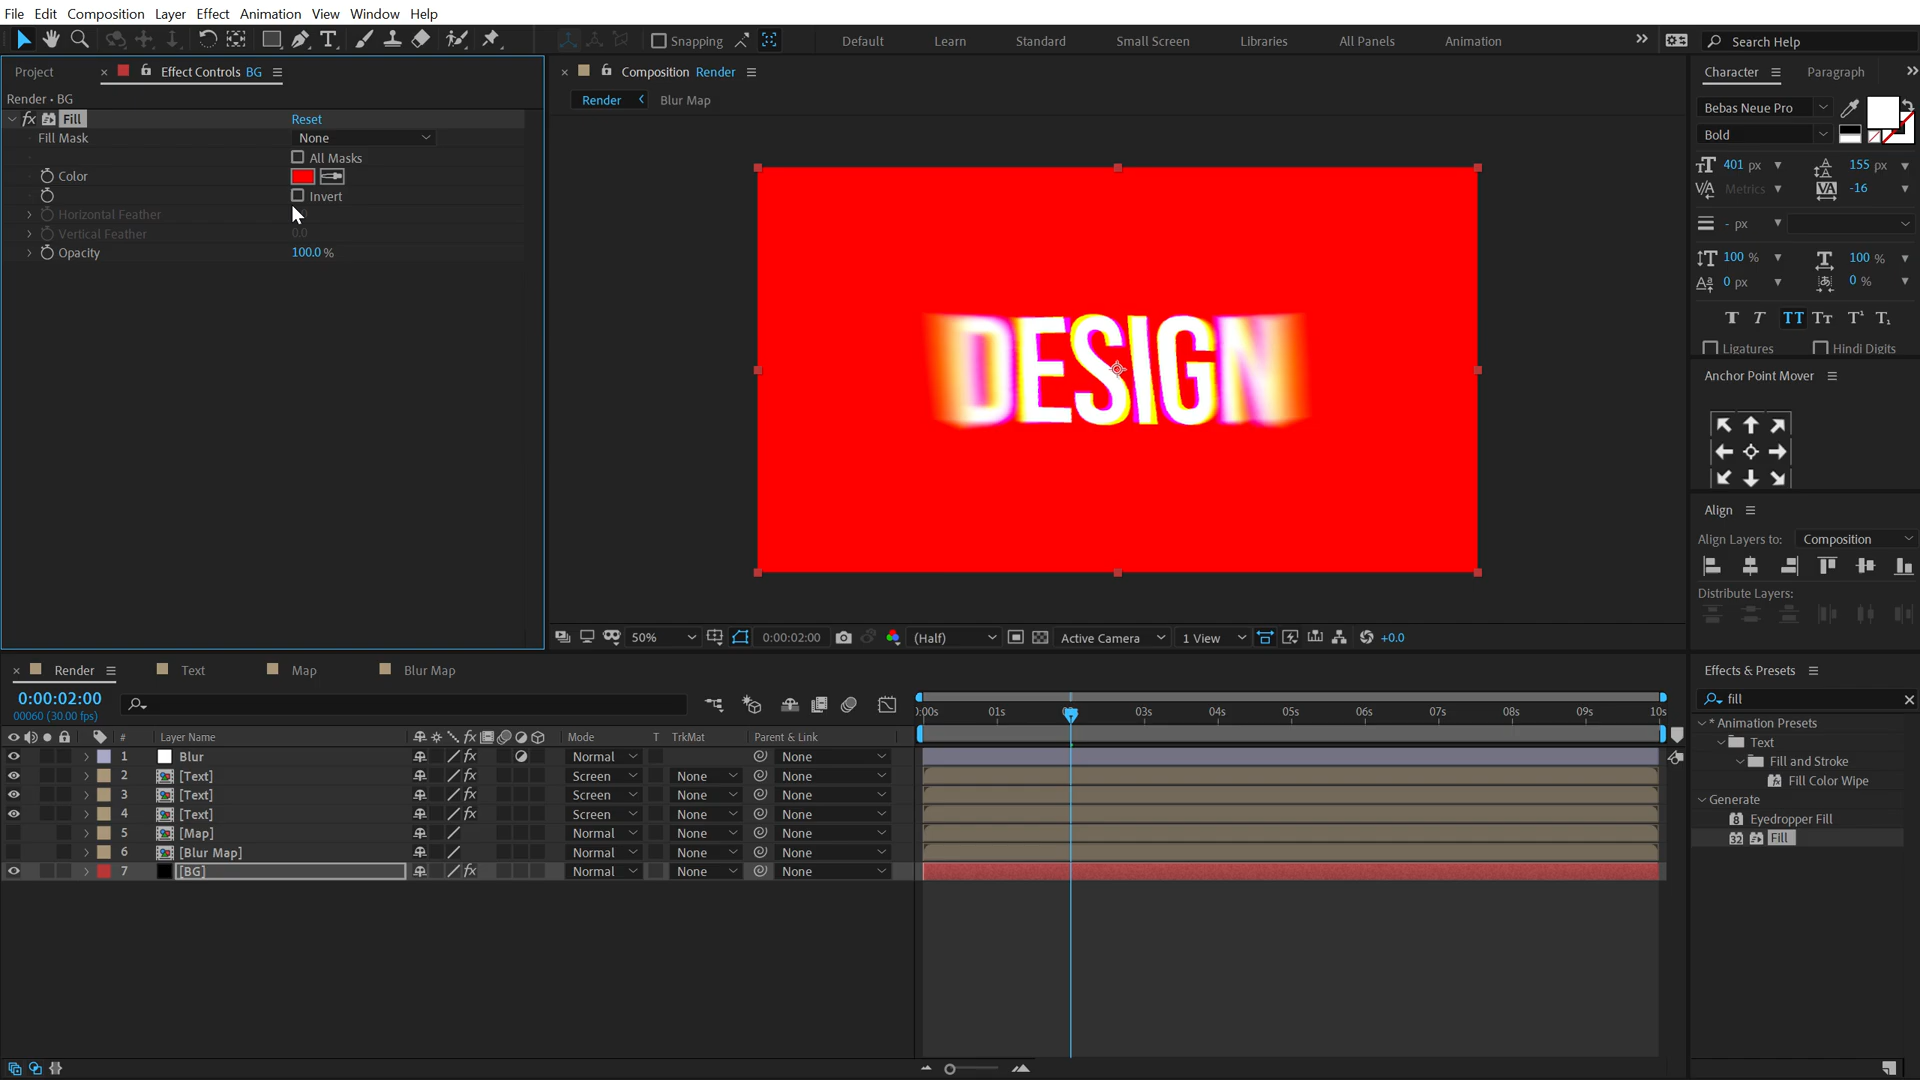 File Edit Composition Layer Effect Animation View Window Help
Snapping Default Learn Standard Small Screen Libraries All Panels Animation Search Help
Project Effect Controls BG
Render • BG
fx Fill Reset
Fill Mask None
All Masks
Color
Invert
Horizontal Feather
Vertical Feather 0.0
Opacity 100.0 %
Composition Render
Render Blur Map
DESIGN
50% 0:00:02:00 (Half) Active Camera 1 View +0.0
Character Paragraph
Bebas Neue Pro
Bold
401 px 155 px
Metrics -16
- px
100 % 100 %
0 px 0 %
Ligatures Hindi Digits
Anchor Point Mover
Align
Align Layers to: Composition
Distribute Layers:
Effects & Presets
fill
* Animation Presets
Text
Fill and Stroke
Fill Color Wipe
Generate
Eyedropper Fill
Fill
Render Text Map Blur Map
0:00:02:00
00060 (30.00 fps)
):00s 01s 03s 04s 05s 06s 07s 08s 09s 10s
# Layer Name Mode T TrkMat Parent & Link
1 Blur Normal None
2 [Text] Screen None None
3 [Text] Screen None None
4 [Text] Screen None None
5 [Map] Normal None None
6 [Blur Map] Normal None None
7 [BG] Normal None None